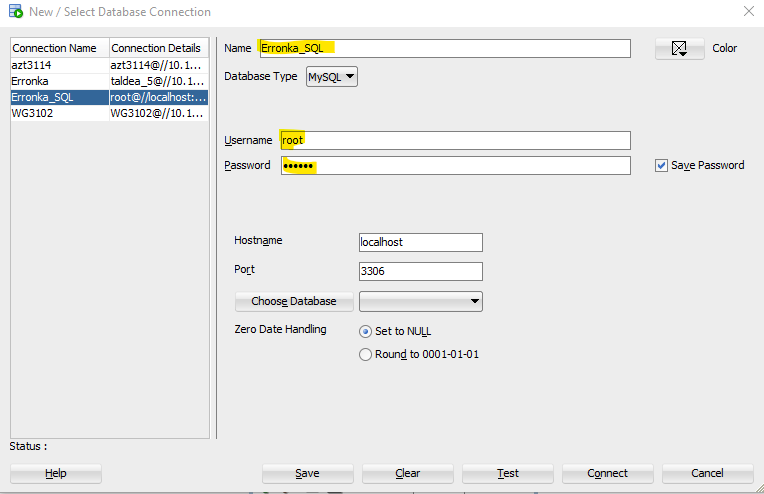 New / Select Database Connection
Connection Name Connection Details
azt3114 azt3114@//10.1...
Erronka taldea_5@//10....
Erronka_SQL root@//localhost:...
WG3102 WG3102@//10.1...
Name Erronka_SQL Color
Database Type MySQL
Username root
Password ••••••
Save Password
Hostname localhost
Port 3306
Choose Database
Zero Date Handling Set to NULL
Round to 0001-01-01
Status :
Help Save Clear Test Connect Cancel